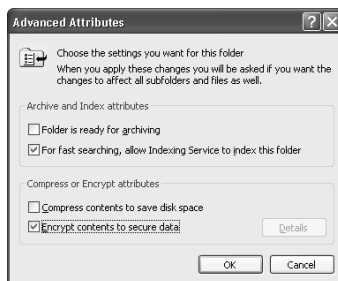 Advanced Attributes
Choose the settings you want for this folder
When you apply these changes you will be asked if you want the
changes to affect all subfolders and files as well.
Archive and Index attributes
Folder is ready for archiving
For fast searching, allow Indexing Service to index this folder
Compress or Encrypt attributes
Compress contents to save disk space
Encrypt contents to secure data
Details
OK
Cancel